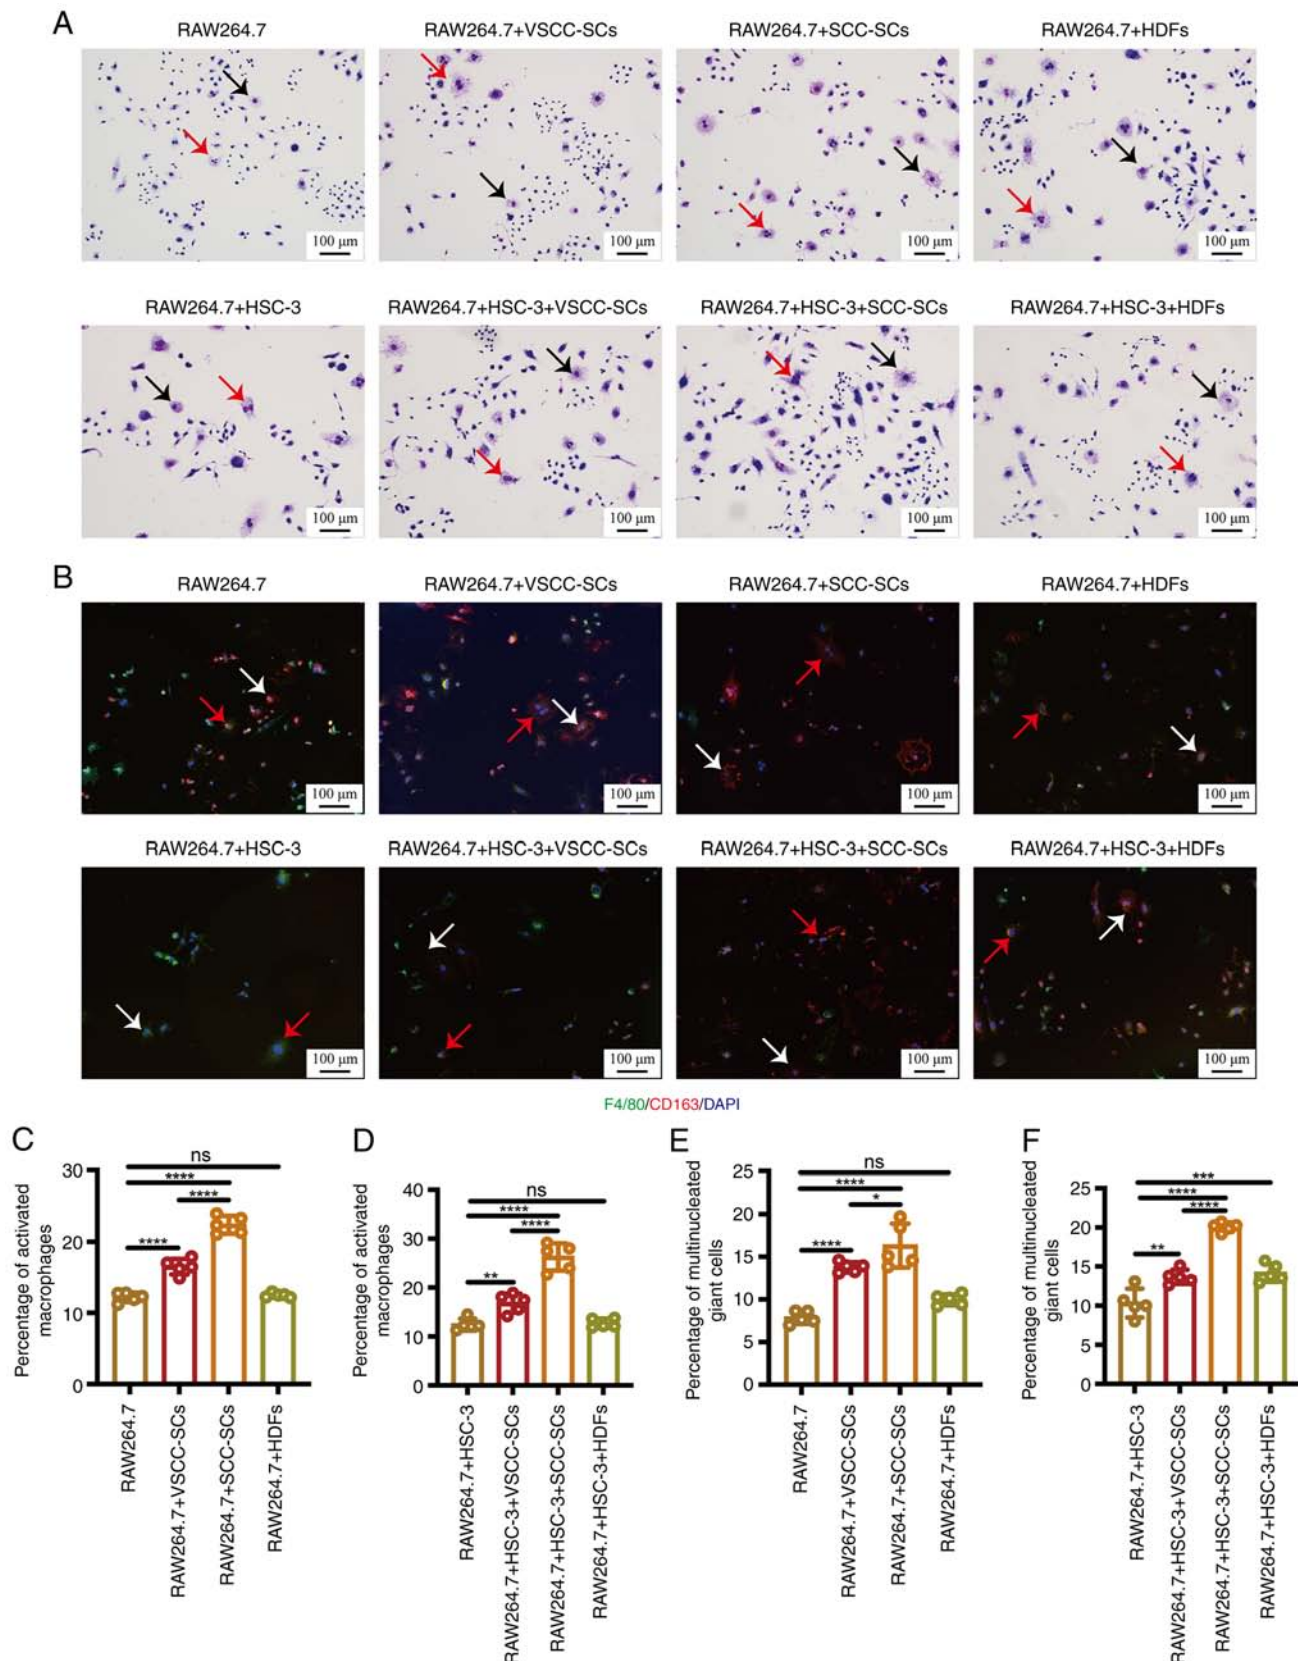 A
RAW264.7
RAW264.7+VSCC-SCs
RAW264.7+SCC-SCs
RAW264.7+HDFs
100 μm
100 μm
100 μm
100 μm
RAW264.7+HSC-3
RAW264.7+HSC-3+VSCC-SCs
RAW264.7+HSC-3+SCC-SCs
RAW264.7+HSC-3+HDFs
100 μm
100 μm
100 μm
100 μm
B
RAW264.7
RAW264.7+VSCC-SCs
RAW264.7+SCC-SCs
RAW264.7+HDFs
100 μm
100 μm
100 μm
100 μm
RAW264.7+HSC-3
RAW264.7+HSC-3+VSCC-SCs
RAW264.7+HSC-3+SCC-SCs
RAW264.7+HSC-3+HDFs
100 μm
100 μm
100 μm
100 μm
F4/80/CD163/DAPI
C
Percentage of activated
macrophages
30
20
10
0
ns
****
****
****
RAW264.7
RAW264.7+VSCC-SCs
RAW264.7+SCC-SCs
RAW264.7+HDFs
D
Percentage of activated
macrophages
40
30
20
10
0
ns
****
****
**
RAW264.7+HSC-3
RAW264.7+HSC-3+VSCC-SCs
RAW264.7+HSC-3+SCC-SCs
RAW264.7+HSC-3+HDFs
E
Percentage of multinucleated
giant cells
25
20
15
10
5
0
ns
****
*
****
RAW264.7
RAW264.7+VSCC-SCs
RAW264.7+SCC-SCs
RAW264.7+HDFs
F
Percentage of multinucleated
giant cells
25
20
15
10
5
0
***
****
****
**
RAW264.7+HSC-3
RAW264.7+HSC-3+VSCC-SCs
RAW264.7+HSC-3+SCC-SCs
RAW264.7+HSC-3+HDFs